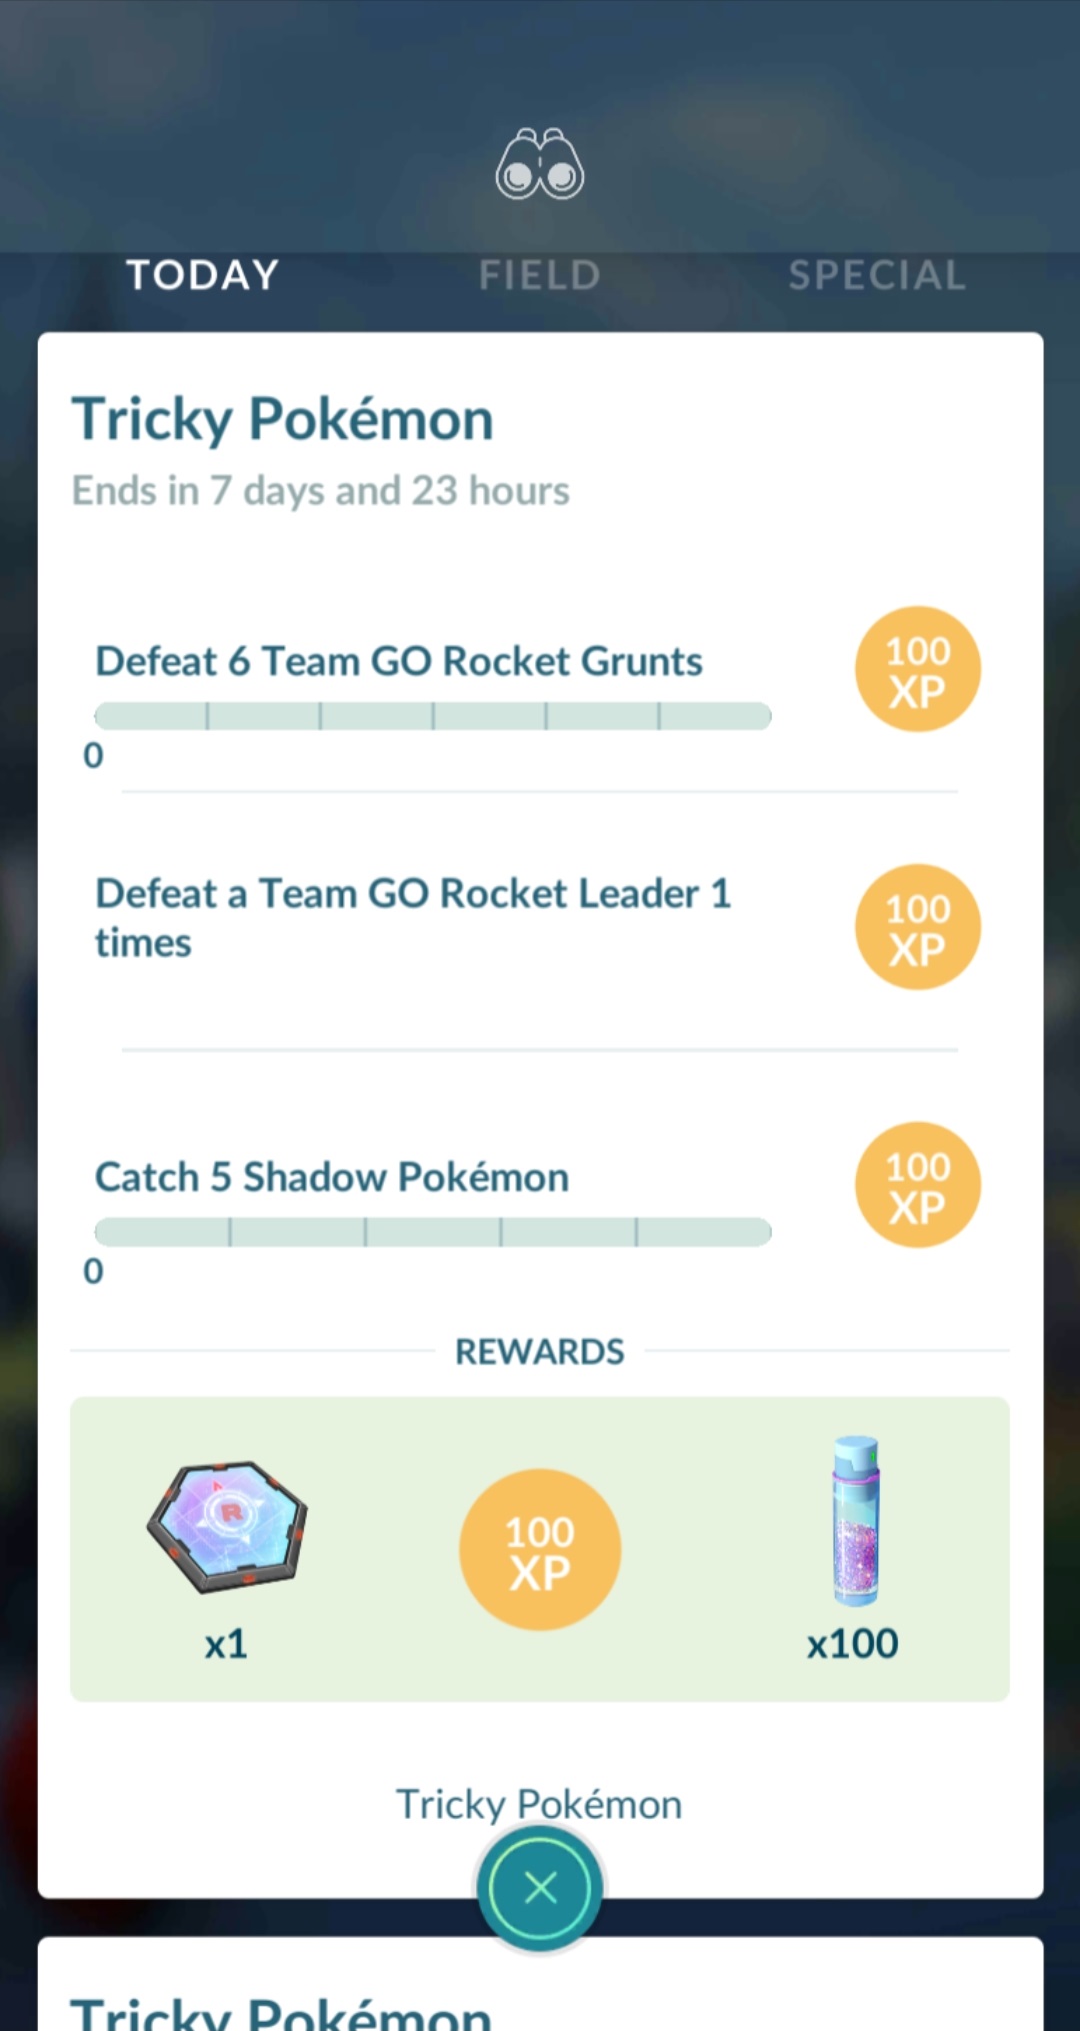 TODAY
FIELD
SPECIAL
Tricky Pokémon
Ends in 7 days and 23 hours
Defeat 6 Team GO Rocket Grunts
100
XP
0
Defeat a Team GO Rocket Leader 1
times
100
XP
Catch 5 Shadow Pokémon
100
XP
0
REWARDS
R
x1
100
XP
x100
Tricky Pokémon
Tricky Pokémon